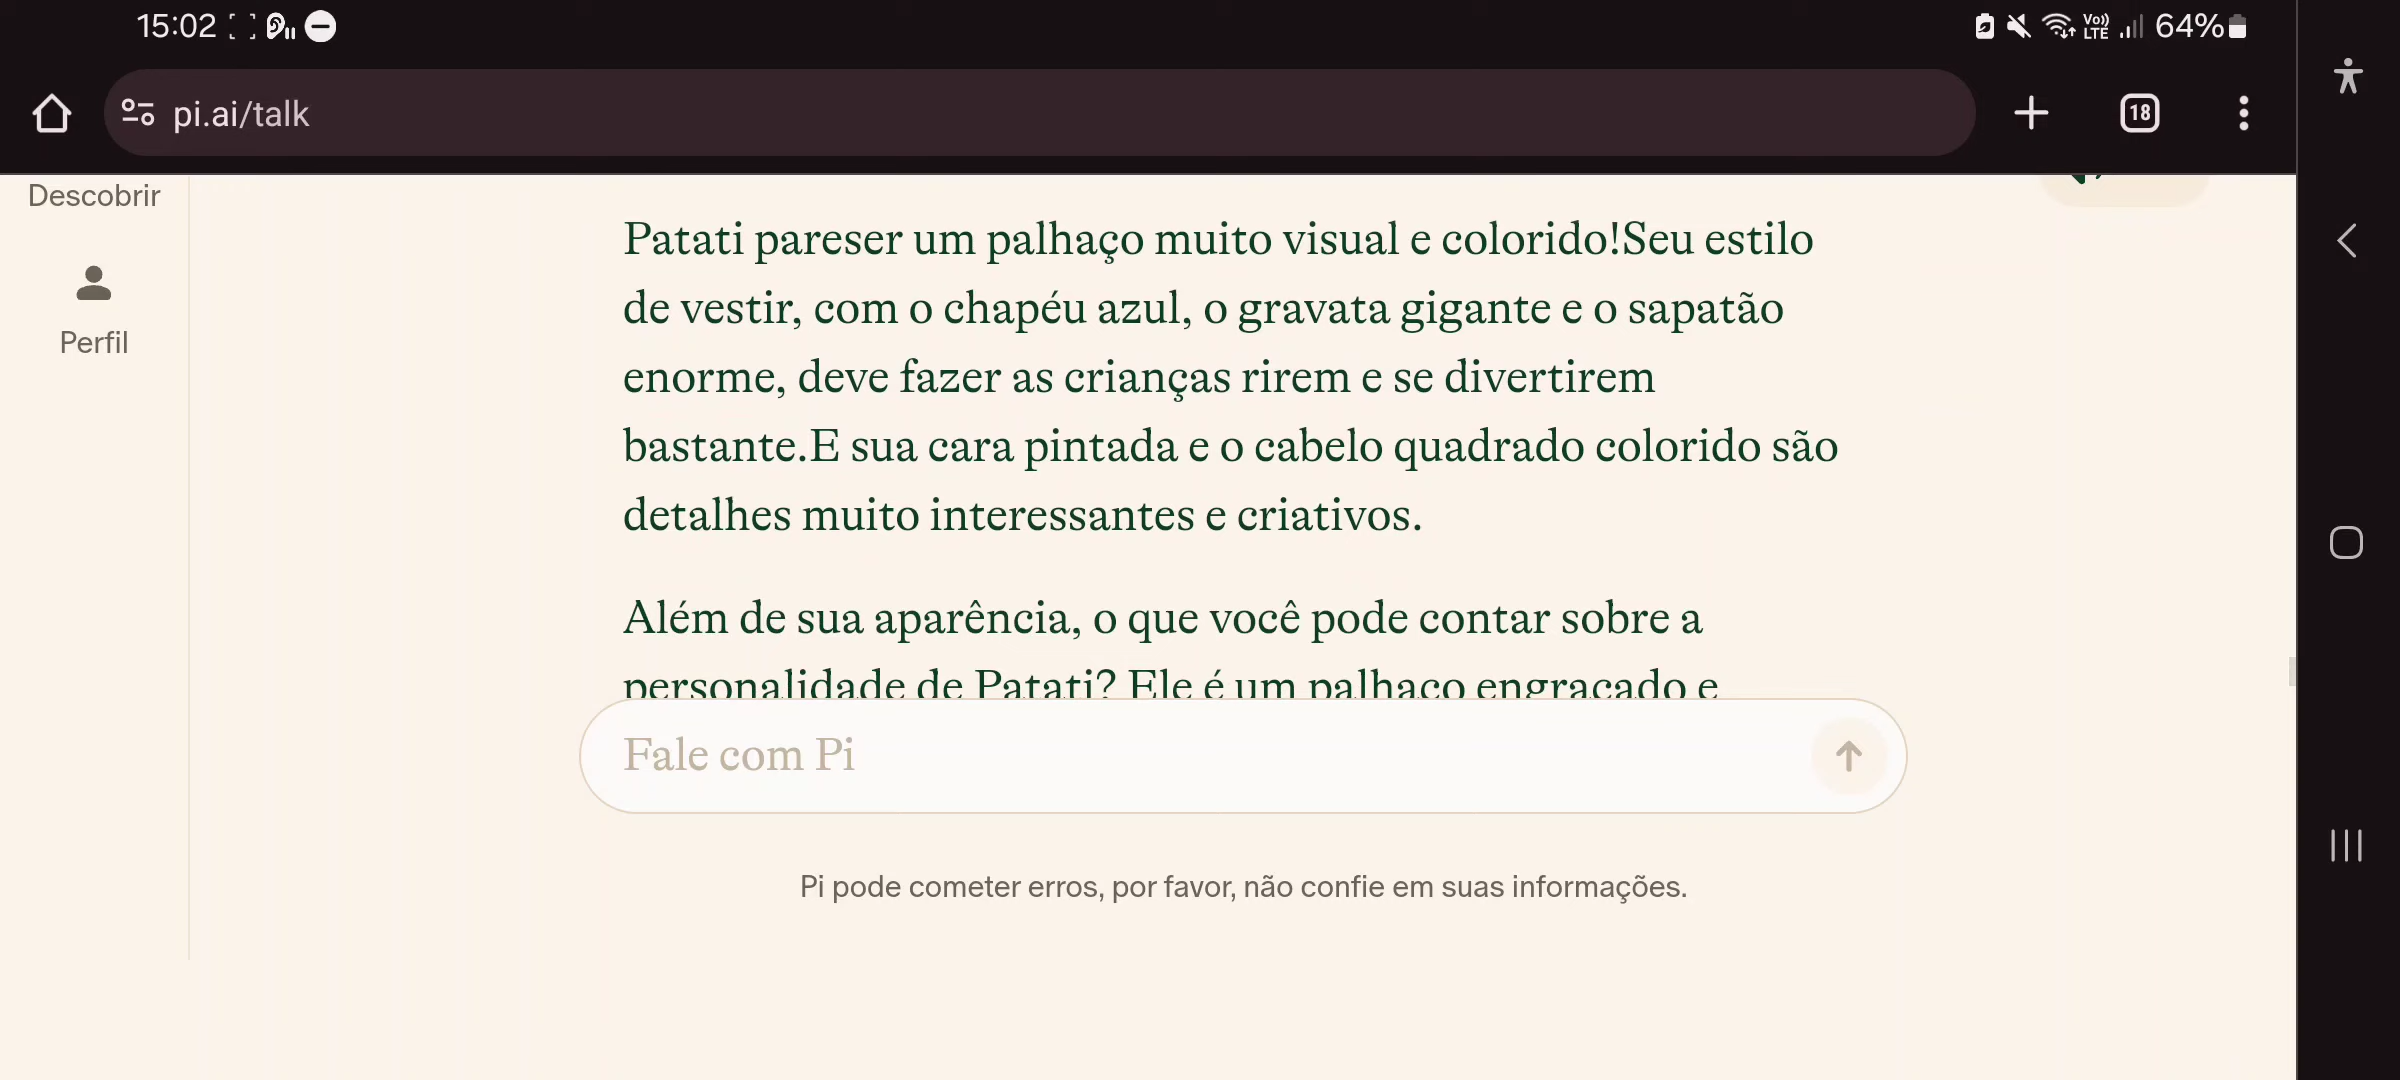 15:02
Vo)) LTE 64%
pi.ai/talk
18
Descobrir
Perfil
Patati pareser um palhaço muito visual e colorido!Seu estilo
de vestir, com o chapéu azul, o gravata gigante e o sapatão
enorme, deve fazer as crianças rirem e se divertirem
bastante.E sua cara pintada e o cabelo quadrado colorido são
detalhes muito interessantes e criativos.
Além de sua aparência, o que você pode contar sobre a
personalidade de Patati? Ele é um palhaço engraçado e
Fale com Pi
Pi pode cometer erros, por favor, não confie em suas informações.